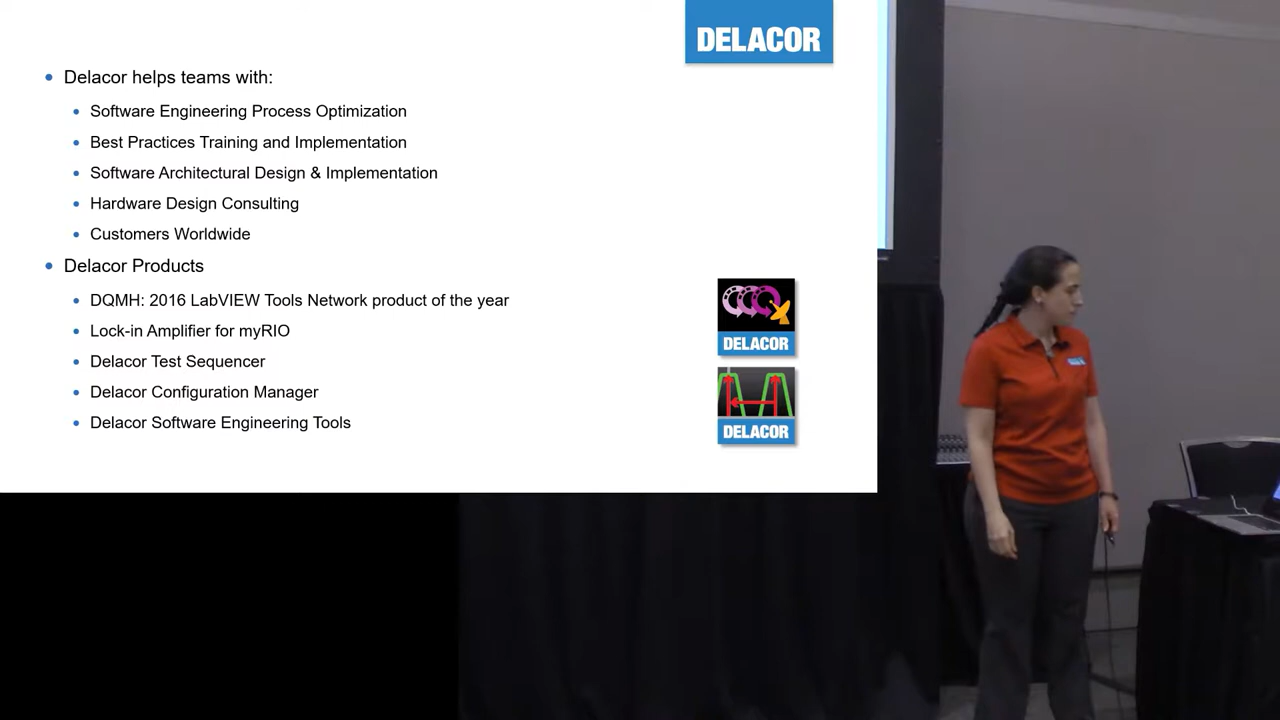 DELACOR
Delacor helps teams with:
Software Engineering Process Optimization
Best Practices Training and Implementation
Software Architectural Design & Implementation
Hardware Design Consulting
Customers Worldwide
Delacor Products
DQMH: 2016 LabVIEW Tools Network product of the year
Lock-in Amplifier for myRIO
Delacor Test Sequencer
Delacor Configuration Manager
Delacor Software Engineering Tools
DELACOR
DELACOR